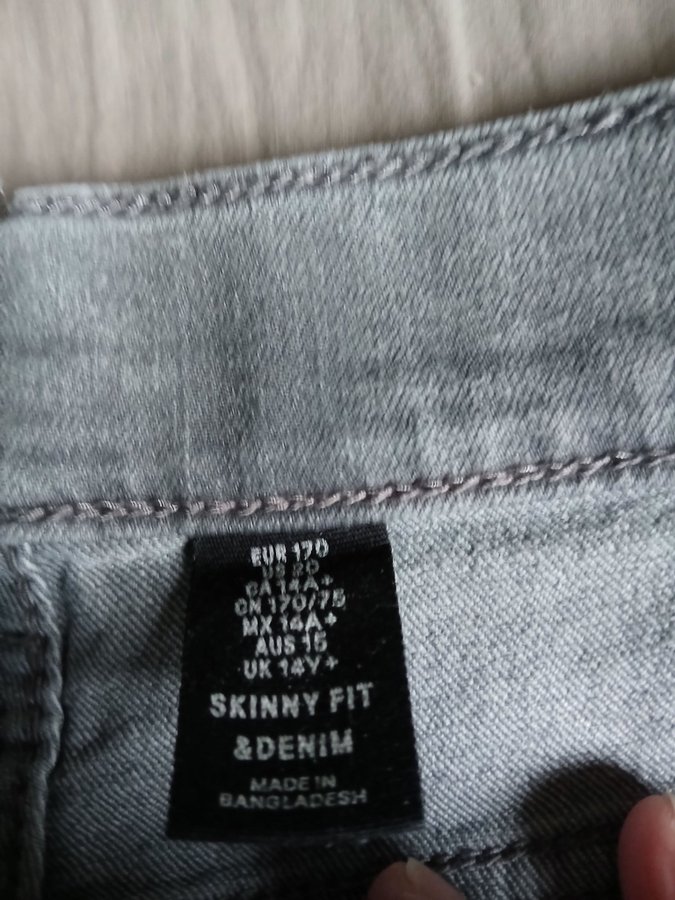 EUR 170
US 20
CA 14A+
CN 170/75
MX 14A+
AUS 15
UK 14Y+
SKINNY FIT
&DENIM
MADE IN
BANGLADESH